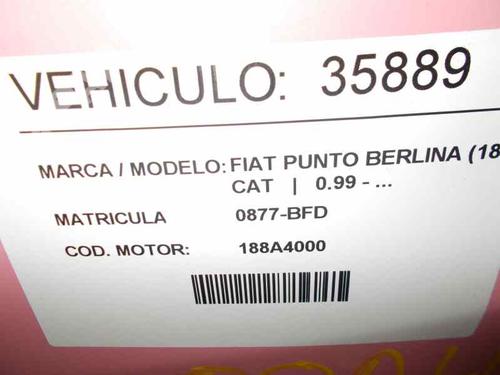 VEHICULO: 35889
MARCA / MODELO: FIAT PUNTO BERLINA (18
CAT | 0.99 - ...
MATRICULA 0877-BFD
COD. MOTOR: 188A4000